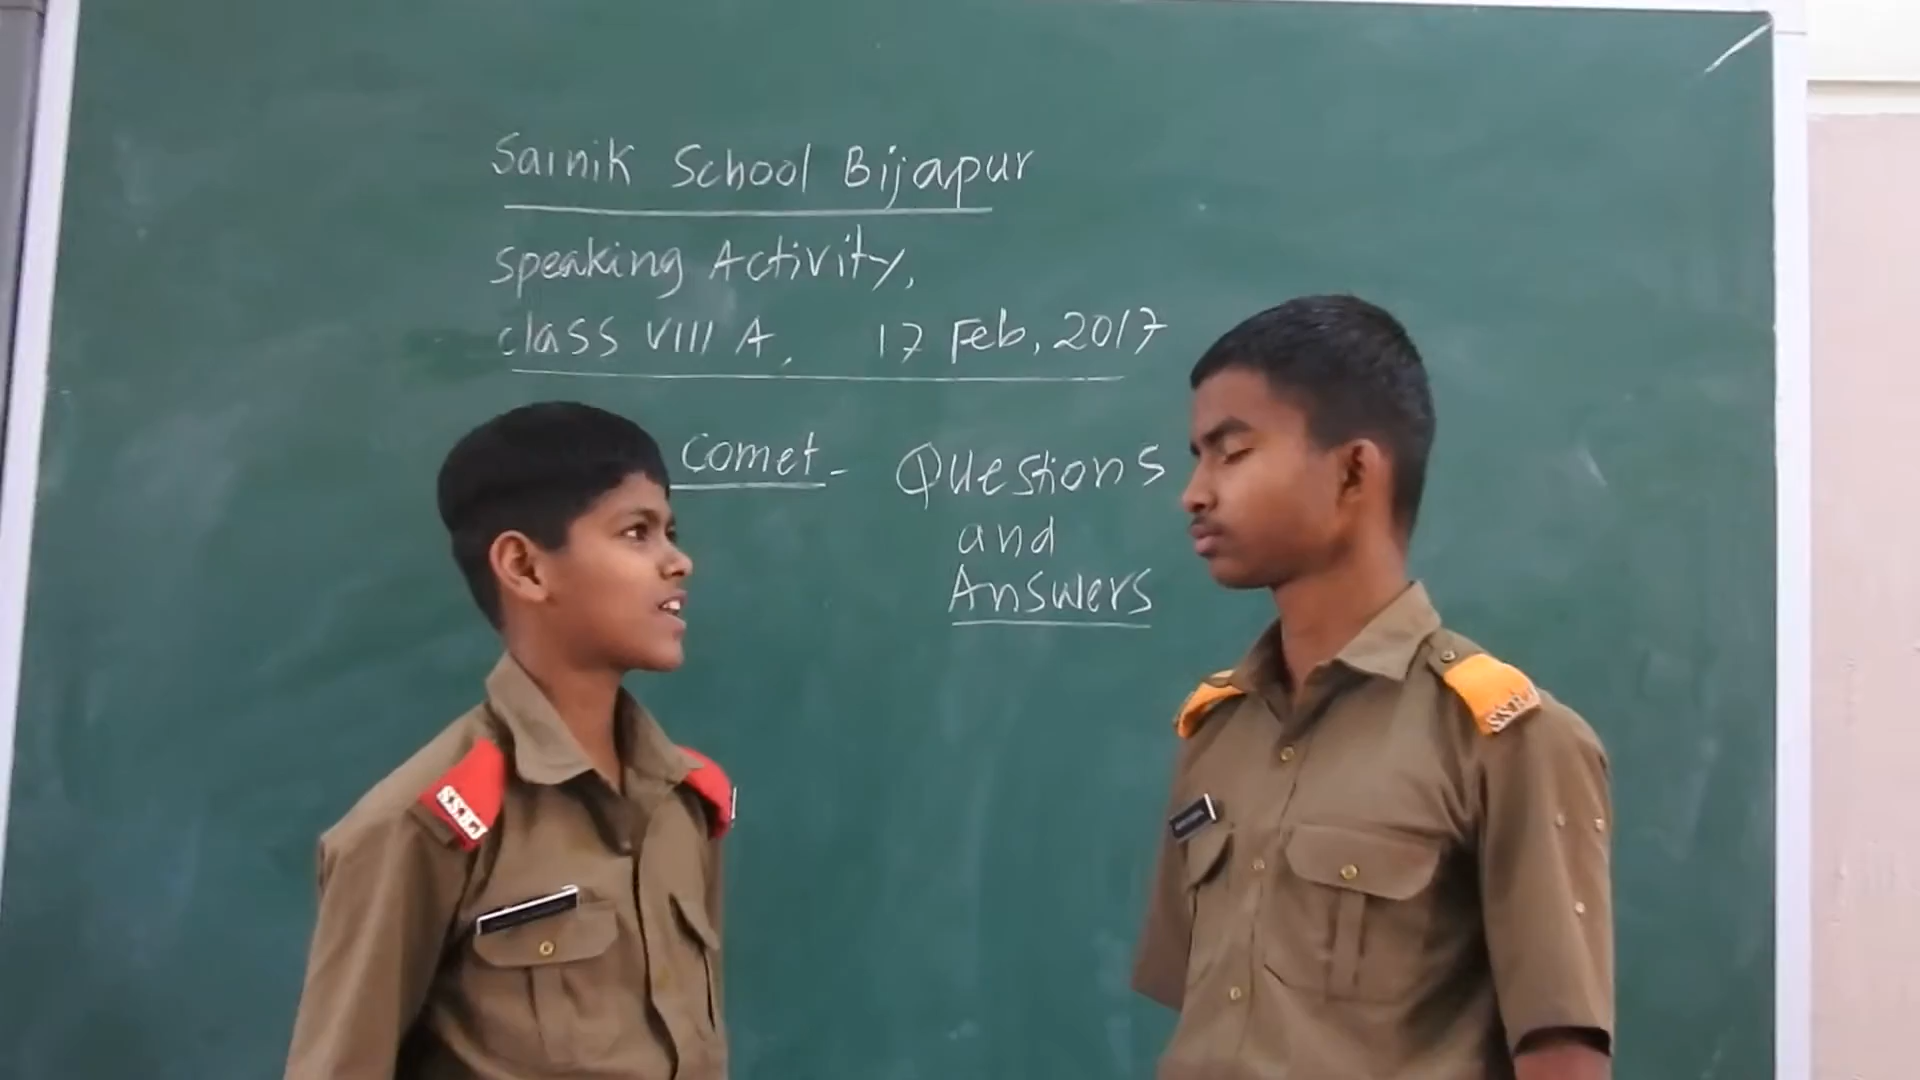 Sainik School Bijapur
Speaking Activity,
class VIII A, 17 Feb, 2017
Comet - Questions
and
Answers
S.S.B.J
S.S.B.J